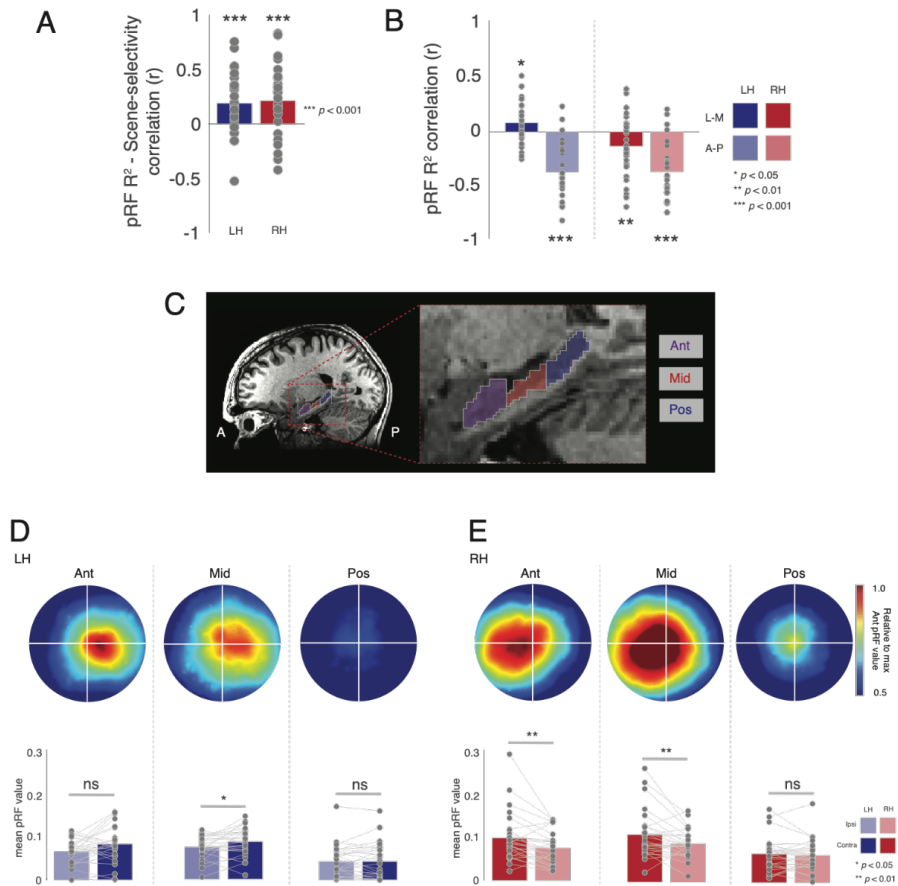 A
pRF R² - Scene-selectivity
correlation (r)
1
0.5
0
-0.5
-1
***
***
*** p < 0.001
LH
RH
B
pRF R² correlation (r)
1
0.5
0
-0.5
-1
*
***
**
***
LH
RH
L-M
A-P
* p < 0.05
** p < 0.01
*** p < 0.001
C
A
P
Ant
Mid
Pos
D
LH
Ant
Mid
Pos
mean pRF value
0.3
0.2
0.1
0
ns
*
ns
E
RH
Ant
Mid
Pos
1.0
0.5
Relative to max
Ant pRF value
mean pRF value
0.3
0.2
0.1
0
**
**
ns
LH
RH
Ipsi
Contra
* p < 0.05
** p < 0.01